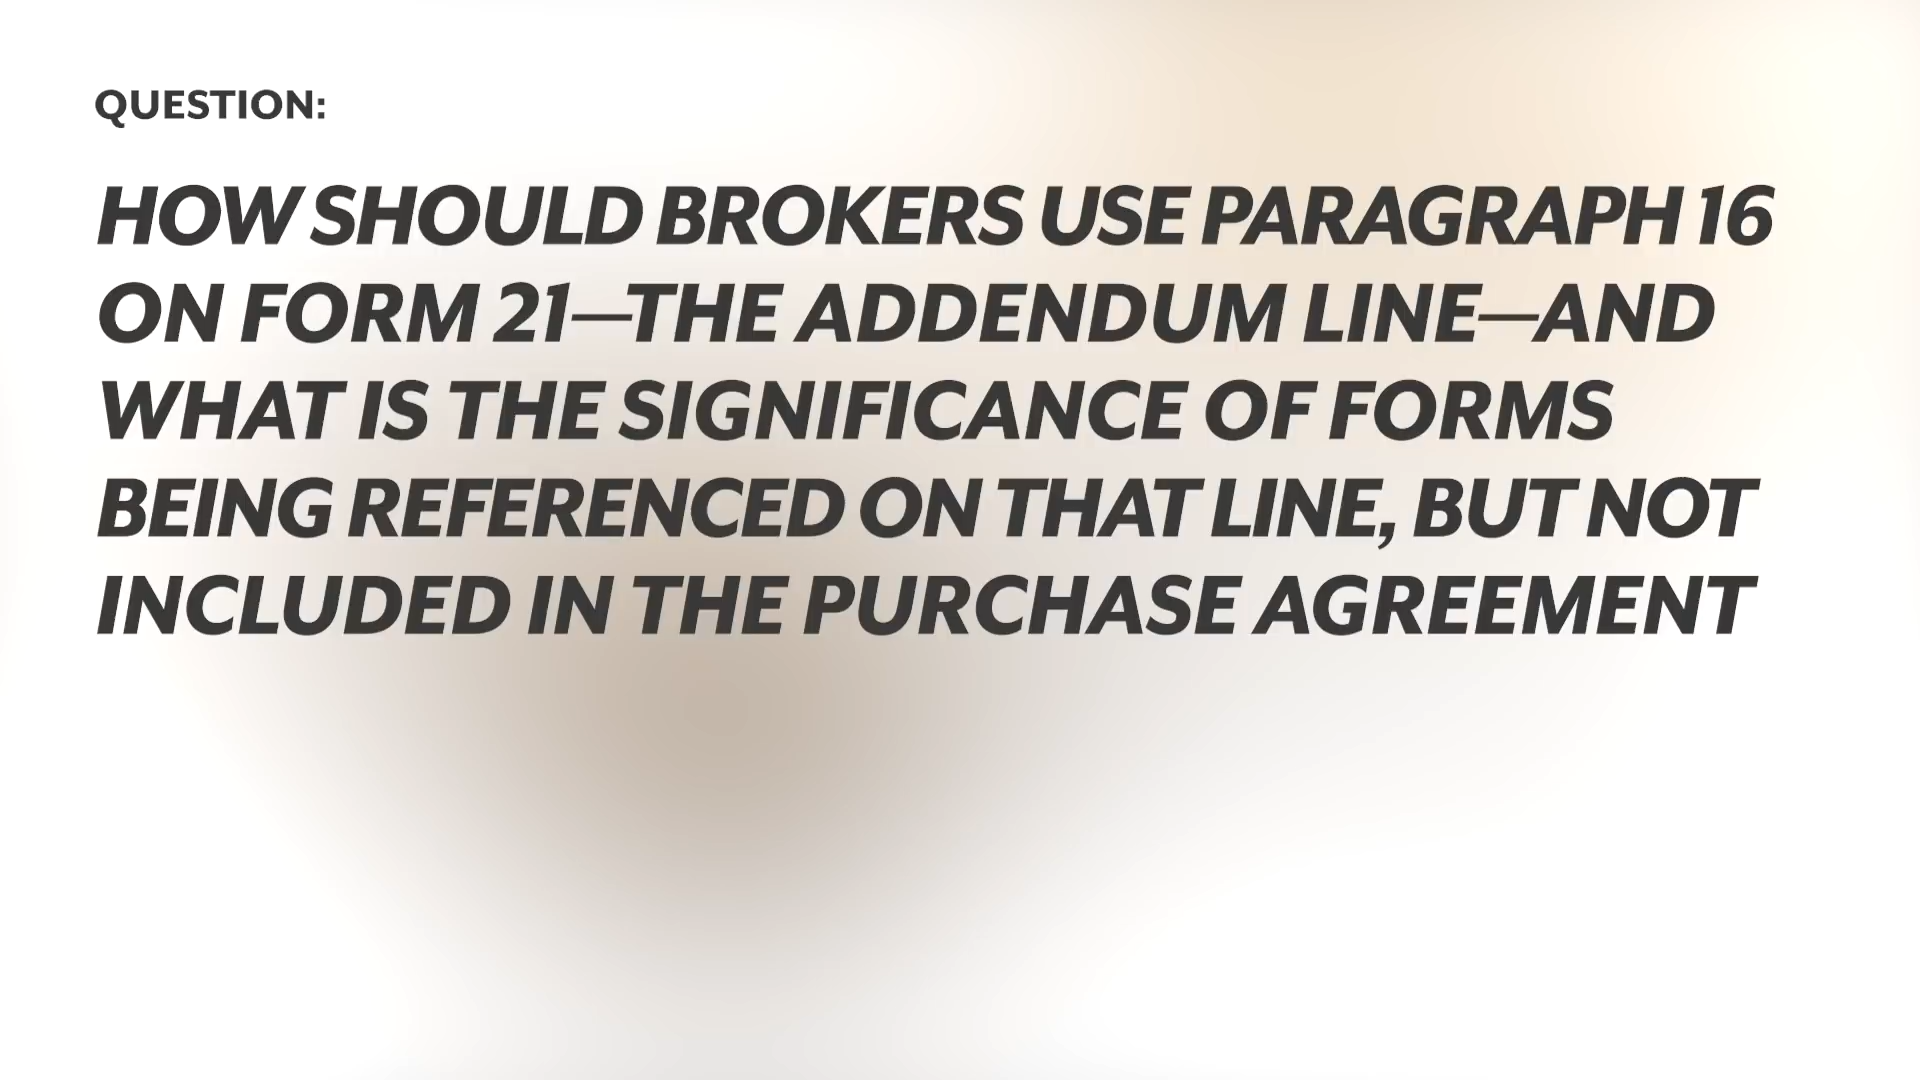 QUESTION:
HOW SHOULD BROKERS USE PARAGRAPH 16
ON FORM 21—THE ADDENDUM LINE—AND
WHAT IS THE SIGNIFICANCE OF FORMS
BEING REFERENCED ON THAT LINE, BUT NOT
INCLUDED IN THE PURCHASE AGREEMENT